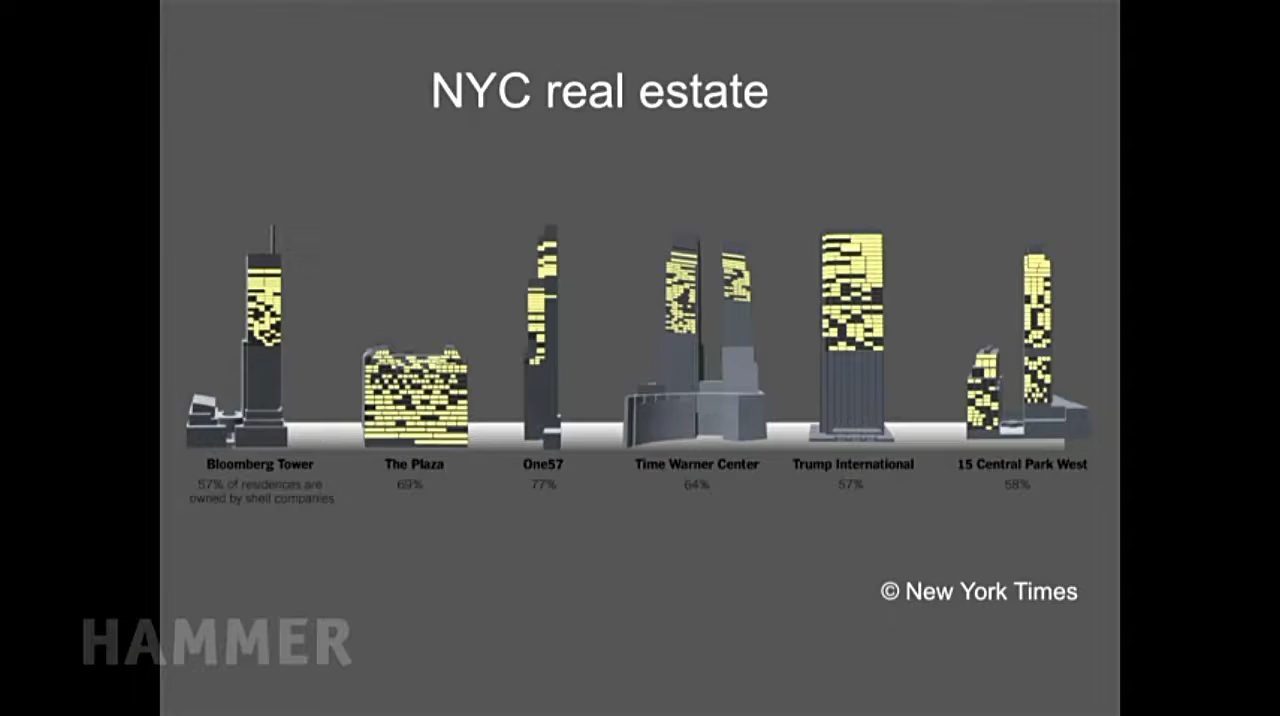 NYC real estate
Bloomberg Tower
57% of residences are
owned by shell companies
The Plaza
69%
One57
77%
Time Warner Center
64%
Trump International
57%
15 Central Park West
58%
© New York Times
HAMMER